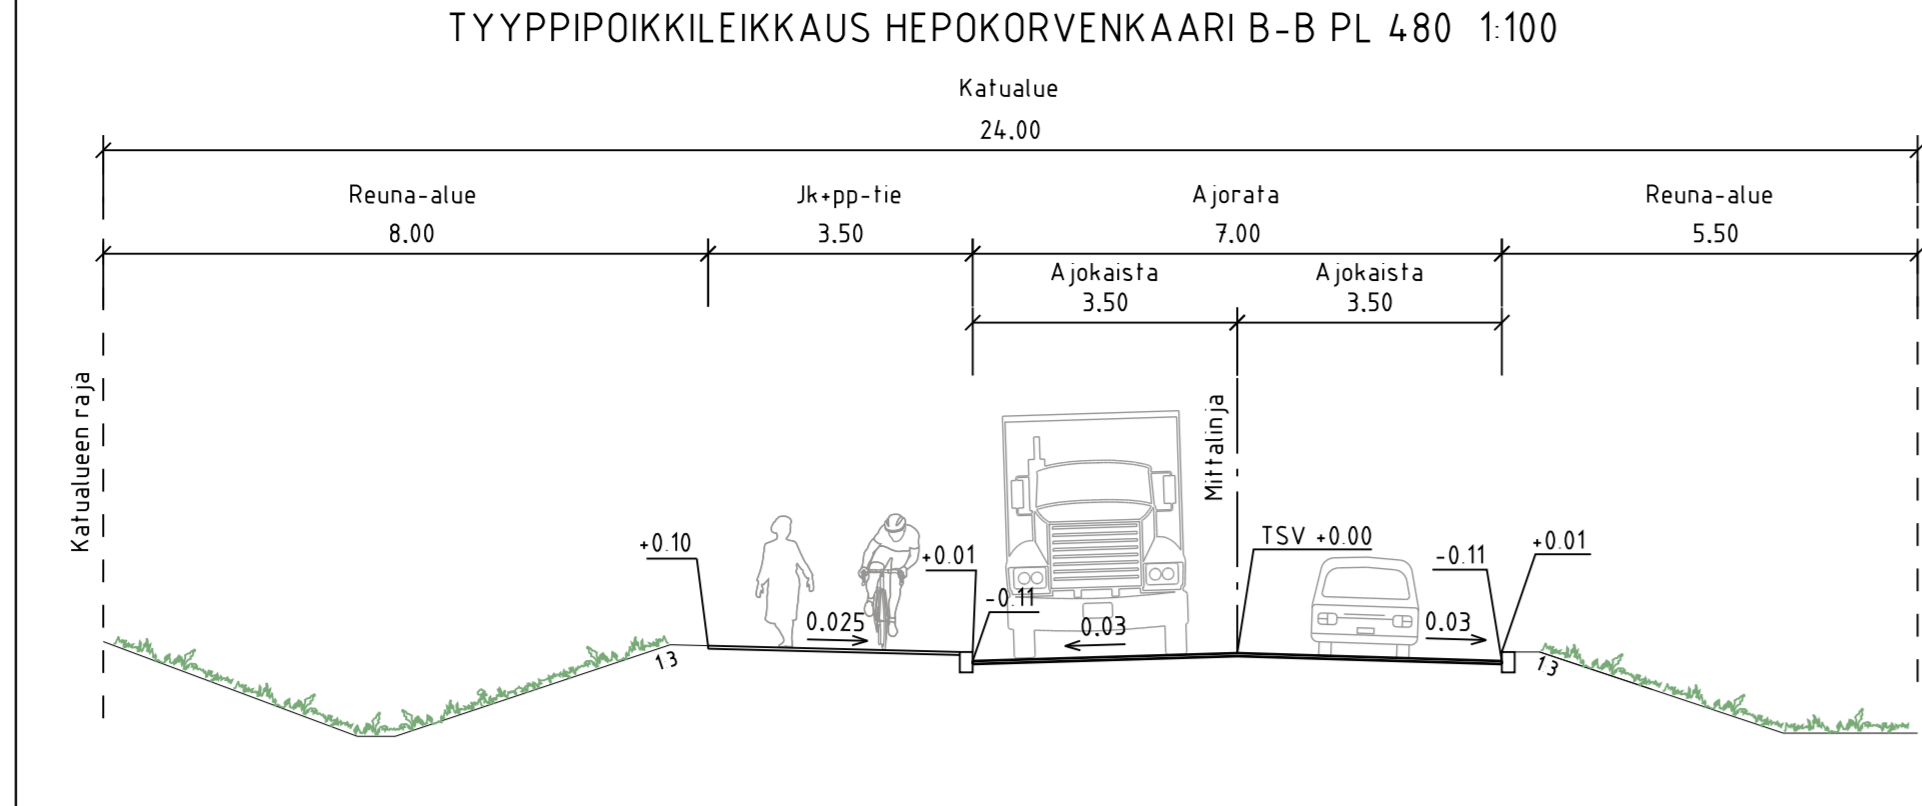 TYYPPIPOIKKILEIKKAUS HEPOKORVENKAARI B-B PL 480 1:100
Katualue
24.00
Reuna-alue
8.00
Jk+pp-tie
3.50
Ajorata
7.00
Reuna-alue
5.50
Ajokaista
3.50
Ajokaista
3.50
Katualueen raja
Mittalinja
+0.10
+0.01
-0.11
TSV +0.00
-0.11
+0.01
0.025
0.03
0.03
1:3
1:3